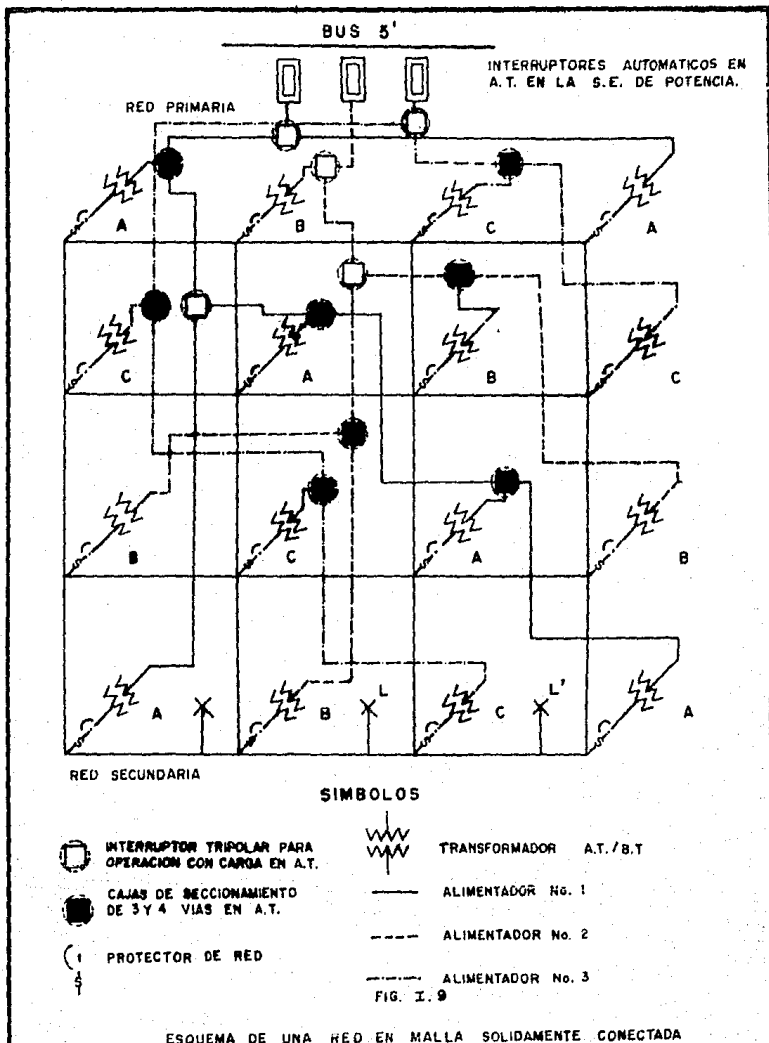 BUS 5'
INTERRUPTORES AUTOMATICOS EN
A.T. EN LA S.E. DE POTENCIA.
RED PRIMARIA
A
B
C
A
C
A
B
C
B
C
A
B
A
B
L
C
L'
A
RED SECUNDARIA
SIMBOLOS
INTERRUPTOR TRIPOLAR PARA
OPERACION CON CARGA EN A.T.
TRANSFORMADOR A.T./B.T
CAJAS DE SECCIONAMIENTO
DE 3 Y 4 VIAS EN A.T.
ALIMENTADOR No. 1
PROTECTOR DE RED
ALIMENTADOR No. 2
ALIMENTADOR No. 3
FIG. I.9
ESQUEMA DE UNA RED EN MALLA SOLIDAMENTE CONECTADA